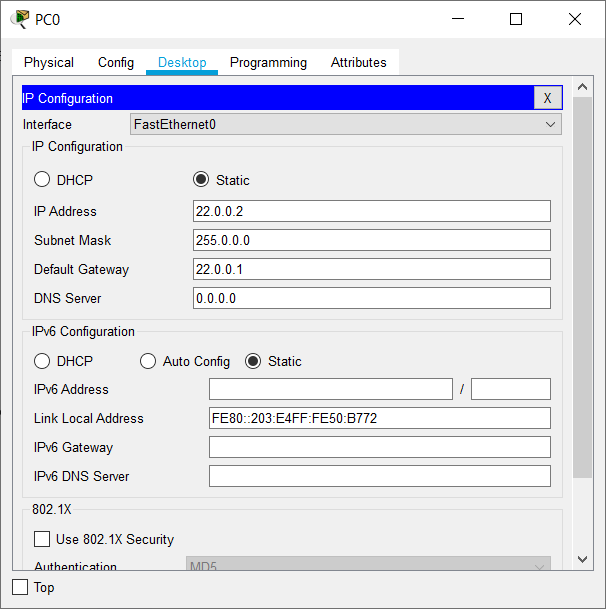 PC0
Physical Config Desktop Programming Attributes
IP Configuration X
Interface FastEthernet0
IP Configuration
DHCP Static
IP Address 22.0.0.2
Subnet Mask 255.0.0.0
Default Gateway 22.0.0.1
DNS Server 0.0.0.0
IPv6 Configuration
DHCP Auto Config Static
IPv6 Address /
Link Local Address FE80::203:E4FF:FE50:B772
IPv6 Gateway
IPv6 DNS Server
802.1X
Use 802.1X Security
Authentication MD5
Top